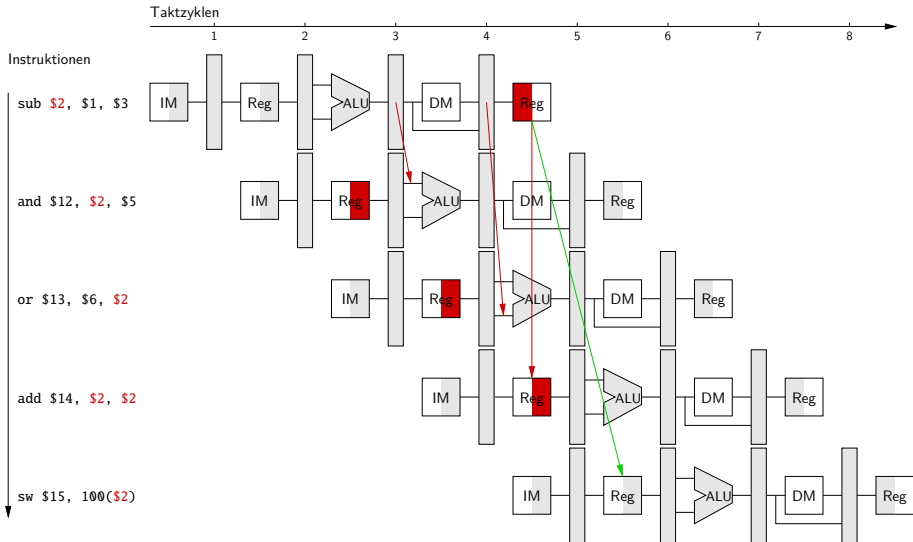 Taktzyklen
1 2 3 4 5 6 7 8
Instruktionen
sub $2, $1, $3 IM Reg ALU DM Reg
and $12, $2, $5 IM Reg ALU DM Reg
or $13, $6, $2 IM Reg ALU DM Reg
add $14, $2, $2 IM Reg ALU DM Reg
sw $15, 100($2) IM Reg ALU DM Reg